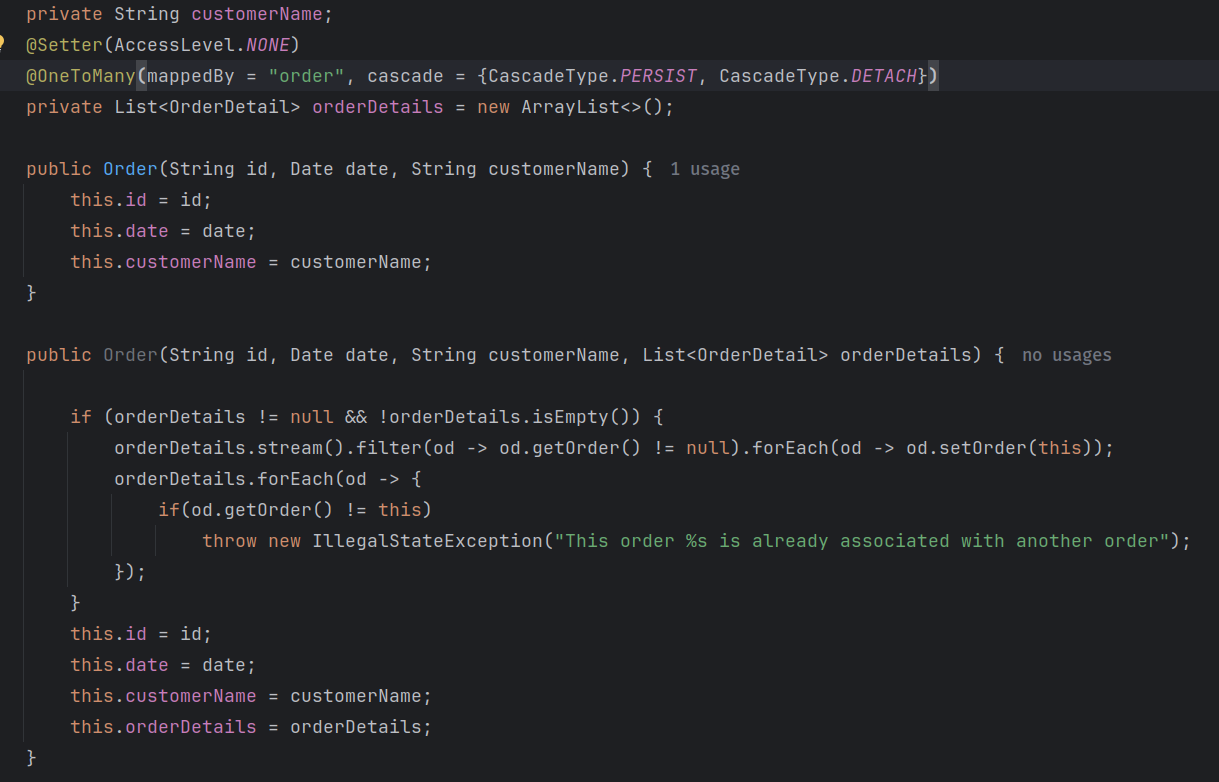 private String customerName;
@Setter(AccessLevel.NONE)
@OneToMany(mappedBy = "order", cascade = {CascadeType.PERSIST, CascadeType.DETACH})
private List<OrderDetail> orderDetails = new ArrayList<>();
public Order(String id, Date date, String customerName) { 1 usage
this.id = id;
this.date = date;
this.customerName = customerName;
}
public Order(String id, Date date, String customerName, List<OrderDetail> orderDetails) { no usages
if (orderDetails != null && !orderDetails.isEmpty()) {
orderDetails.stream().filter(od -> od.getOrder() != null).forEach(od -> od.setOrder(this));
orderDetails.forEach(od -> {
if(od.getOrder() != this)
throw new IllegalStateException("This order %s is already associated with another order");
});
}
this.id = id;
this.date = date;
this.customerName = customerName;
this.orderDetails = orderDetails;
}